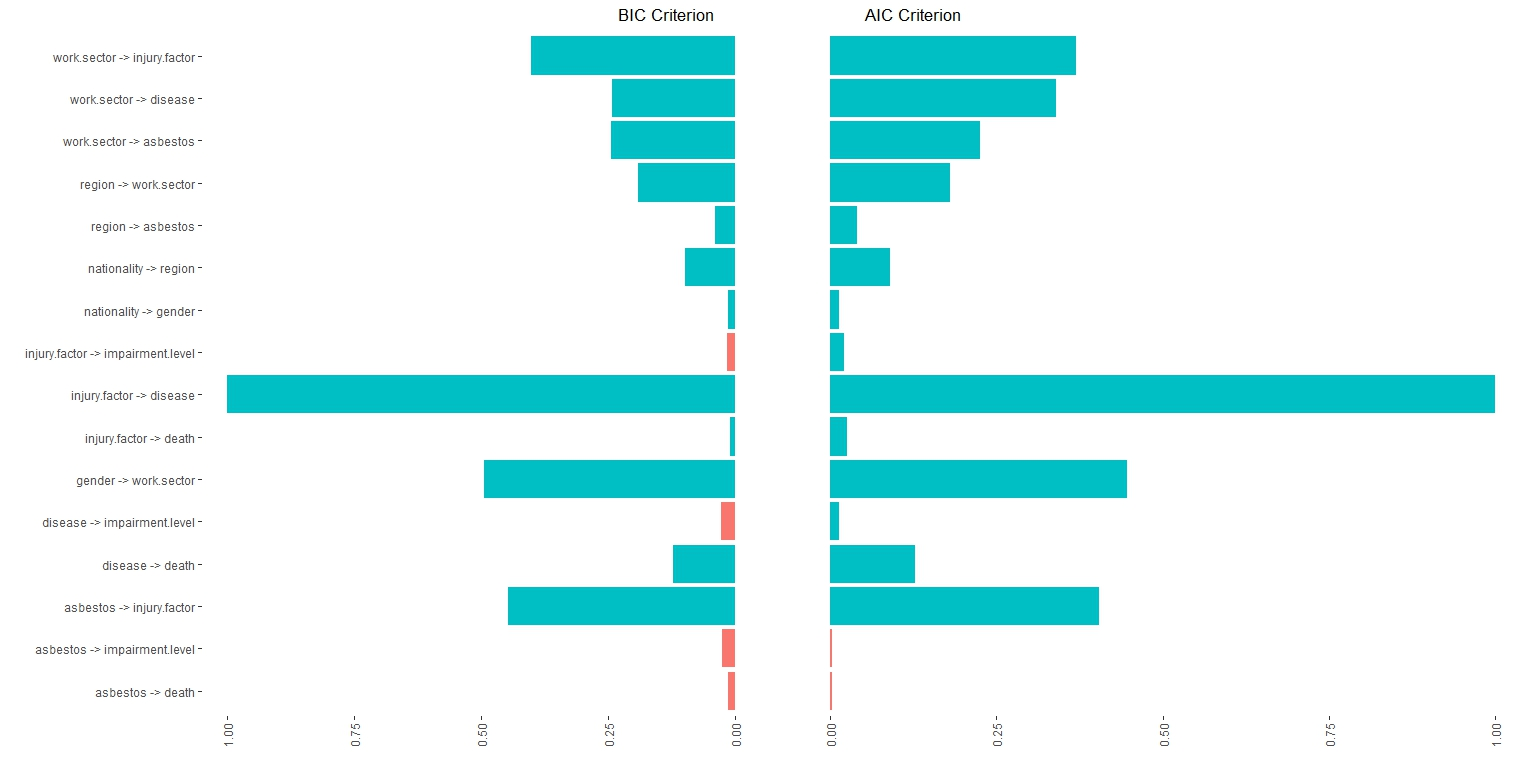 BIC Criterion AIC Criterion
work.sector -> injury.factor
work.sector -> disease
work.sector -> asbestos
region -> work.sector
region -> asbestos
nationality -> region
nationality -> gender
injury.factor -> impairment.level
injury.factor -> disease
injury.factor -> death
gender -> work.sector
disease -> impairment.level
disease -> death
asbestos -> injury.factor
asbestos -> impairment.level
asbestos -> death
1.00 0.75 0.50 0.25 0.00 0.00 0.25 0.50 0.75 1.00